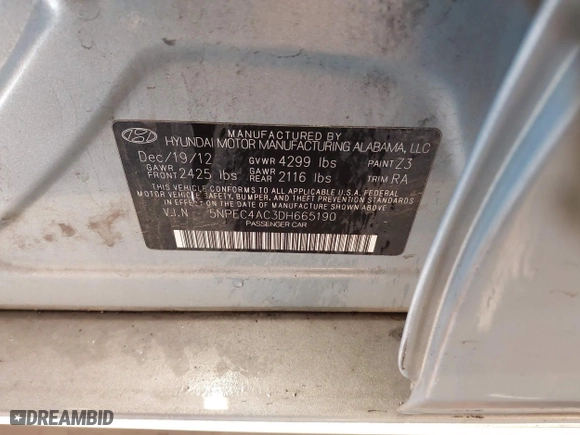 MANUFACTURED BY
HYUNDAI MOTOR MANUFACTURING ALABAMA, LLC
Dec/19/12 GVWR 4299 lbs PAINT Z3
GAWR FRONT 2425 lbs GAWR REAR 2116 lbs TRIM RA
THIS VEHICLE CONFORMS TO ALL APPLICABLE U.S.A. FEDERAL
MOTOR VEHICLE SAFETY, BUMPER, AND THEFT PREVENTION STANDARDS
IN EFFECT ON THE DATE OF MANUFACTURE SHOWN ABOVE.
V.I.N 5NPEC4AC3DH665190
PASSENGER CAR
DREAMBID